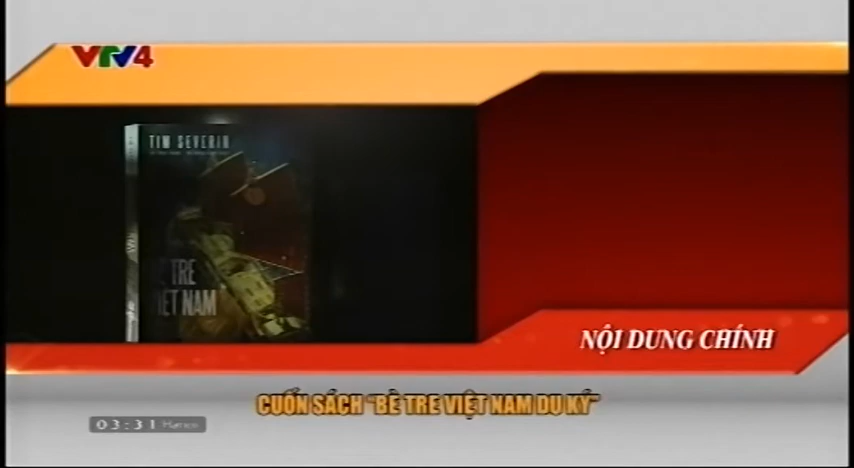 VTV4
TIM SEVERIN
BÈ TRE
VIỆT NAM
NỘI DUNG CHÍNH
CUỐN SÁCH "BÈ TRE VIỆT NAM DU KÝ"
03:31 Hanoi